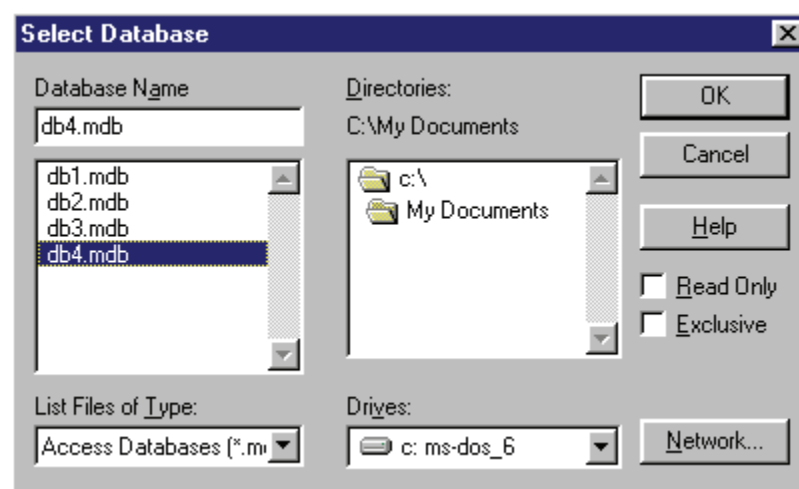 Select Database
Database Name
db4.mdb
db1.mdb
db2.mdb
db3.mdb
db4.mdb
List Files of Type:
Access Databases (*.m
Directories:
C:\My Documents
c:\
My Documents
Drives:
c: ms-dos_6
OK
Cancel
Help
Read Only
Exclusive
Network...